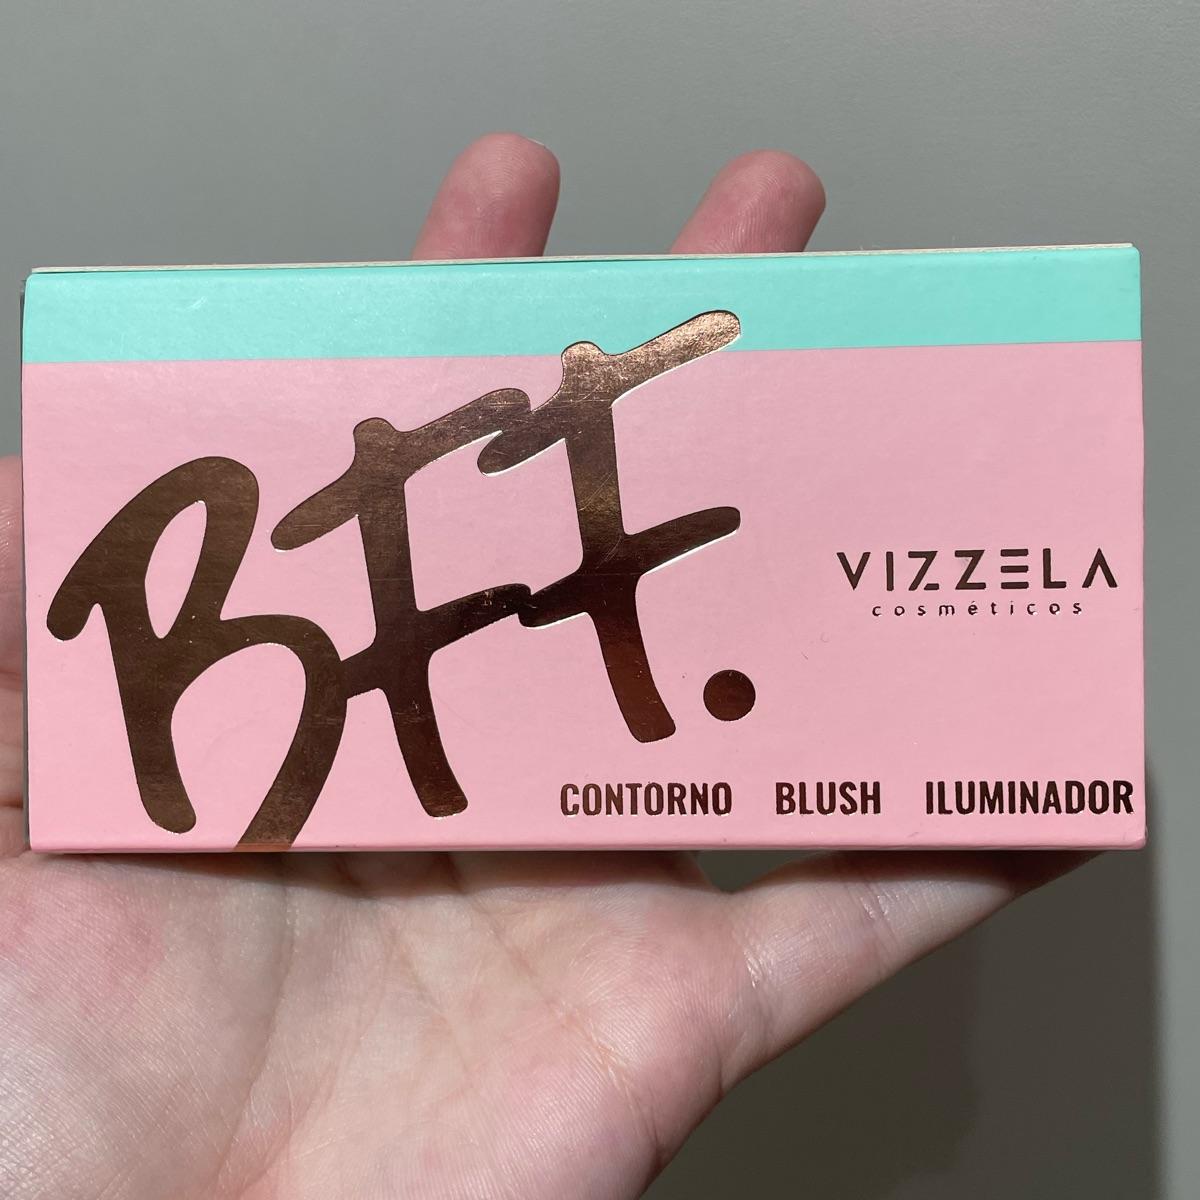 BFF.
VIZZELA
cosméticos
CONTORNO BLUSH ILUMINADOR